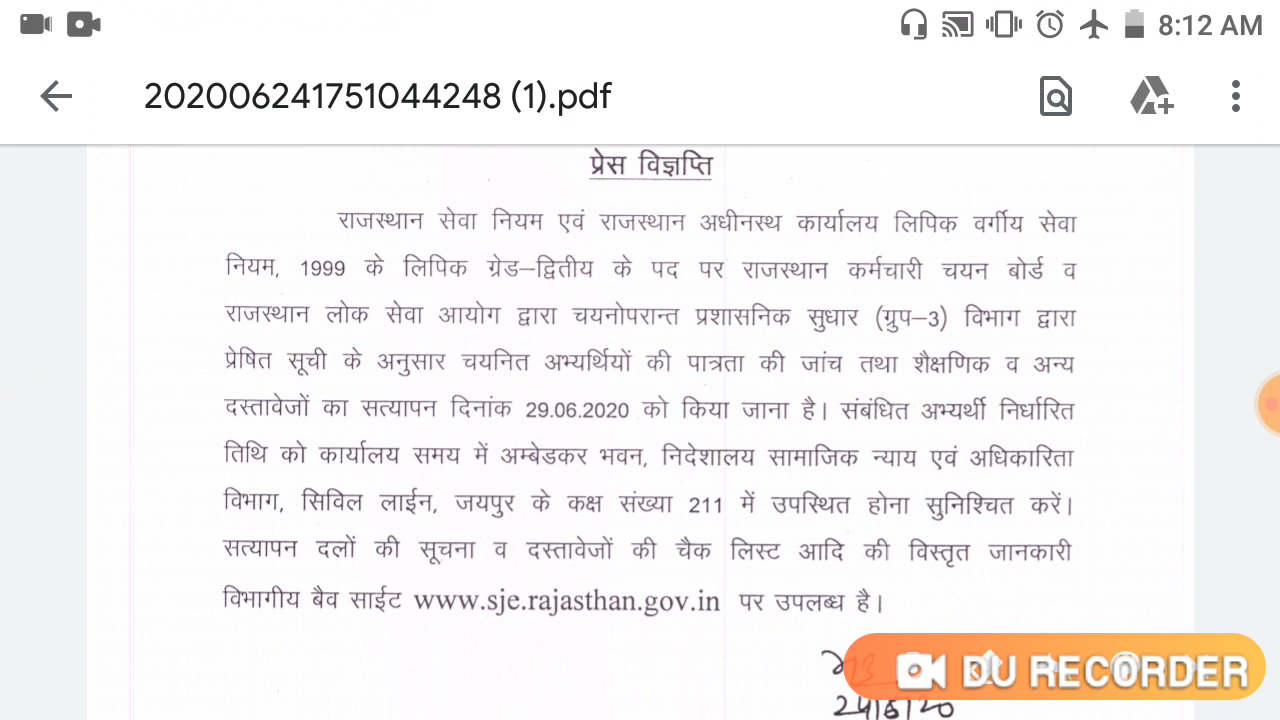 8:12 AM
202006241751044248 (1).pdf
प्रेस विज्ञप्ति
राजस्थान सेवा नियम एवं राजस्थान अधीनस्थ कार्यालय लिपिक वर्गीय सेवा
नियम, 1999 के लिपिक ग्रेड–द्वितीय के पद पर राजस्थान कर्मचारी चयन बोर्ड व
राजस्थान लोक सेवा आयोग द्वारा चयनोपरान्त प्रशासनिक सुधार (ग्रुप–3) विभाग द्वारा
प्रेषित सूची के अनुसार चयनित अभ्यर्थियों की पात्रता की जांच तथा शैक्षणिक व अन्य
दस्तावेजों का सत्यापन दिनांक 29.06.2020 को किया जाना है। संबंधित अभ्यर्थी निर्धारित
तिथि को कार्यालय समय में अम्बेडकर भवन, निदेशालय सामाजिक न्याय एवं अधिकारिता
विभाग, सिविल लाईन, जयपुर के कक्ष संख्या 211 में उपस्थित होना सुनिश्चित करें।
सत्यापन दलों की सूचना व दस्तावेजों की चैक लिस्ट आदि की विस्तृत जानकारी
विभागीय बैव साईट www.sje.rajasthan.gov.in पर उपलब्ध है।
DU RECORDER